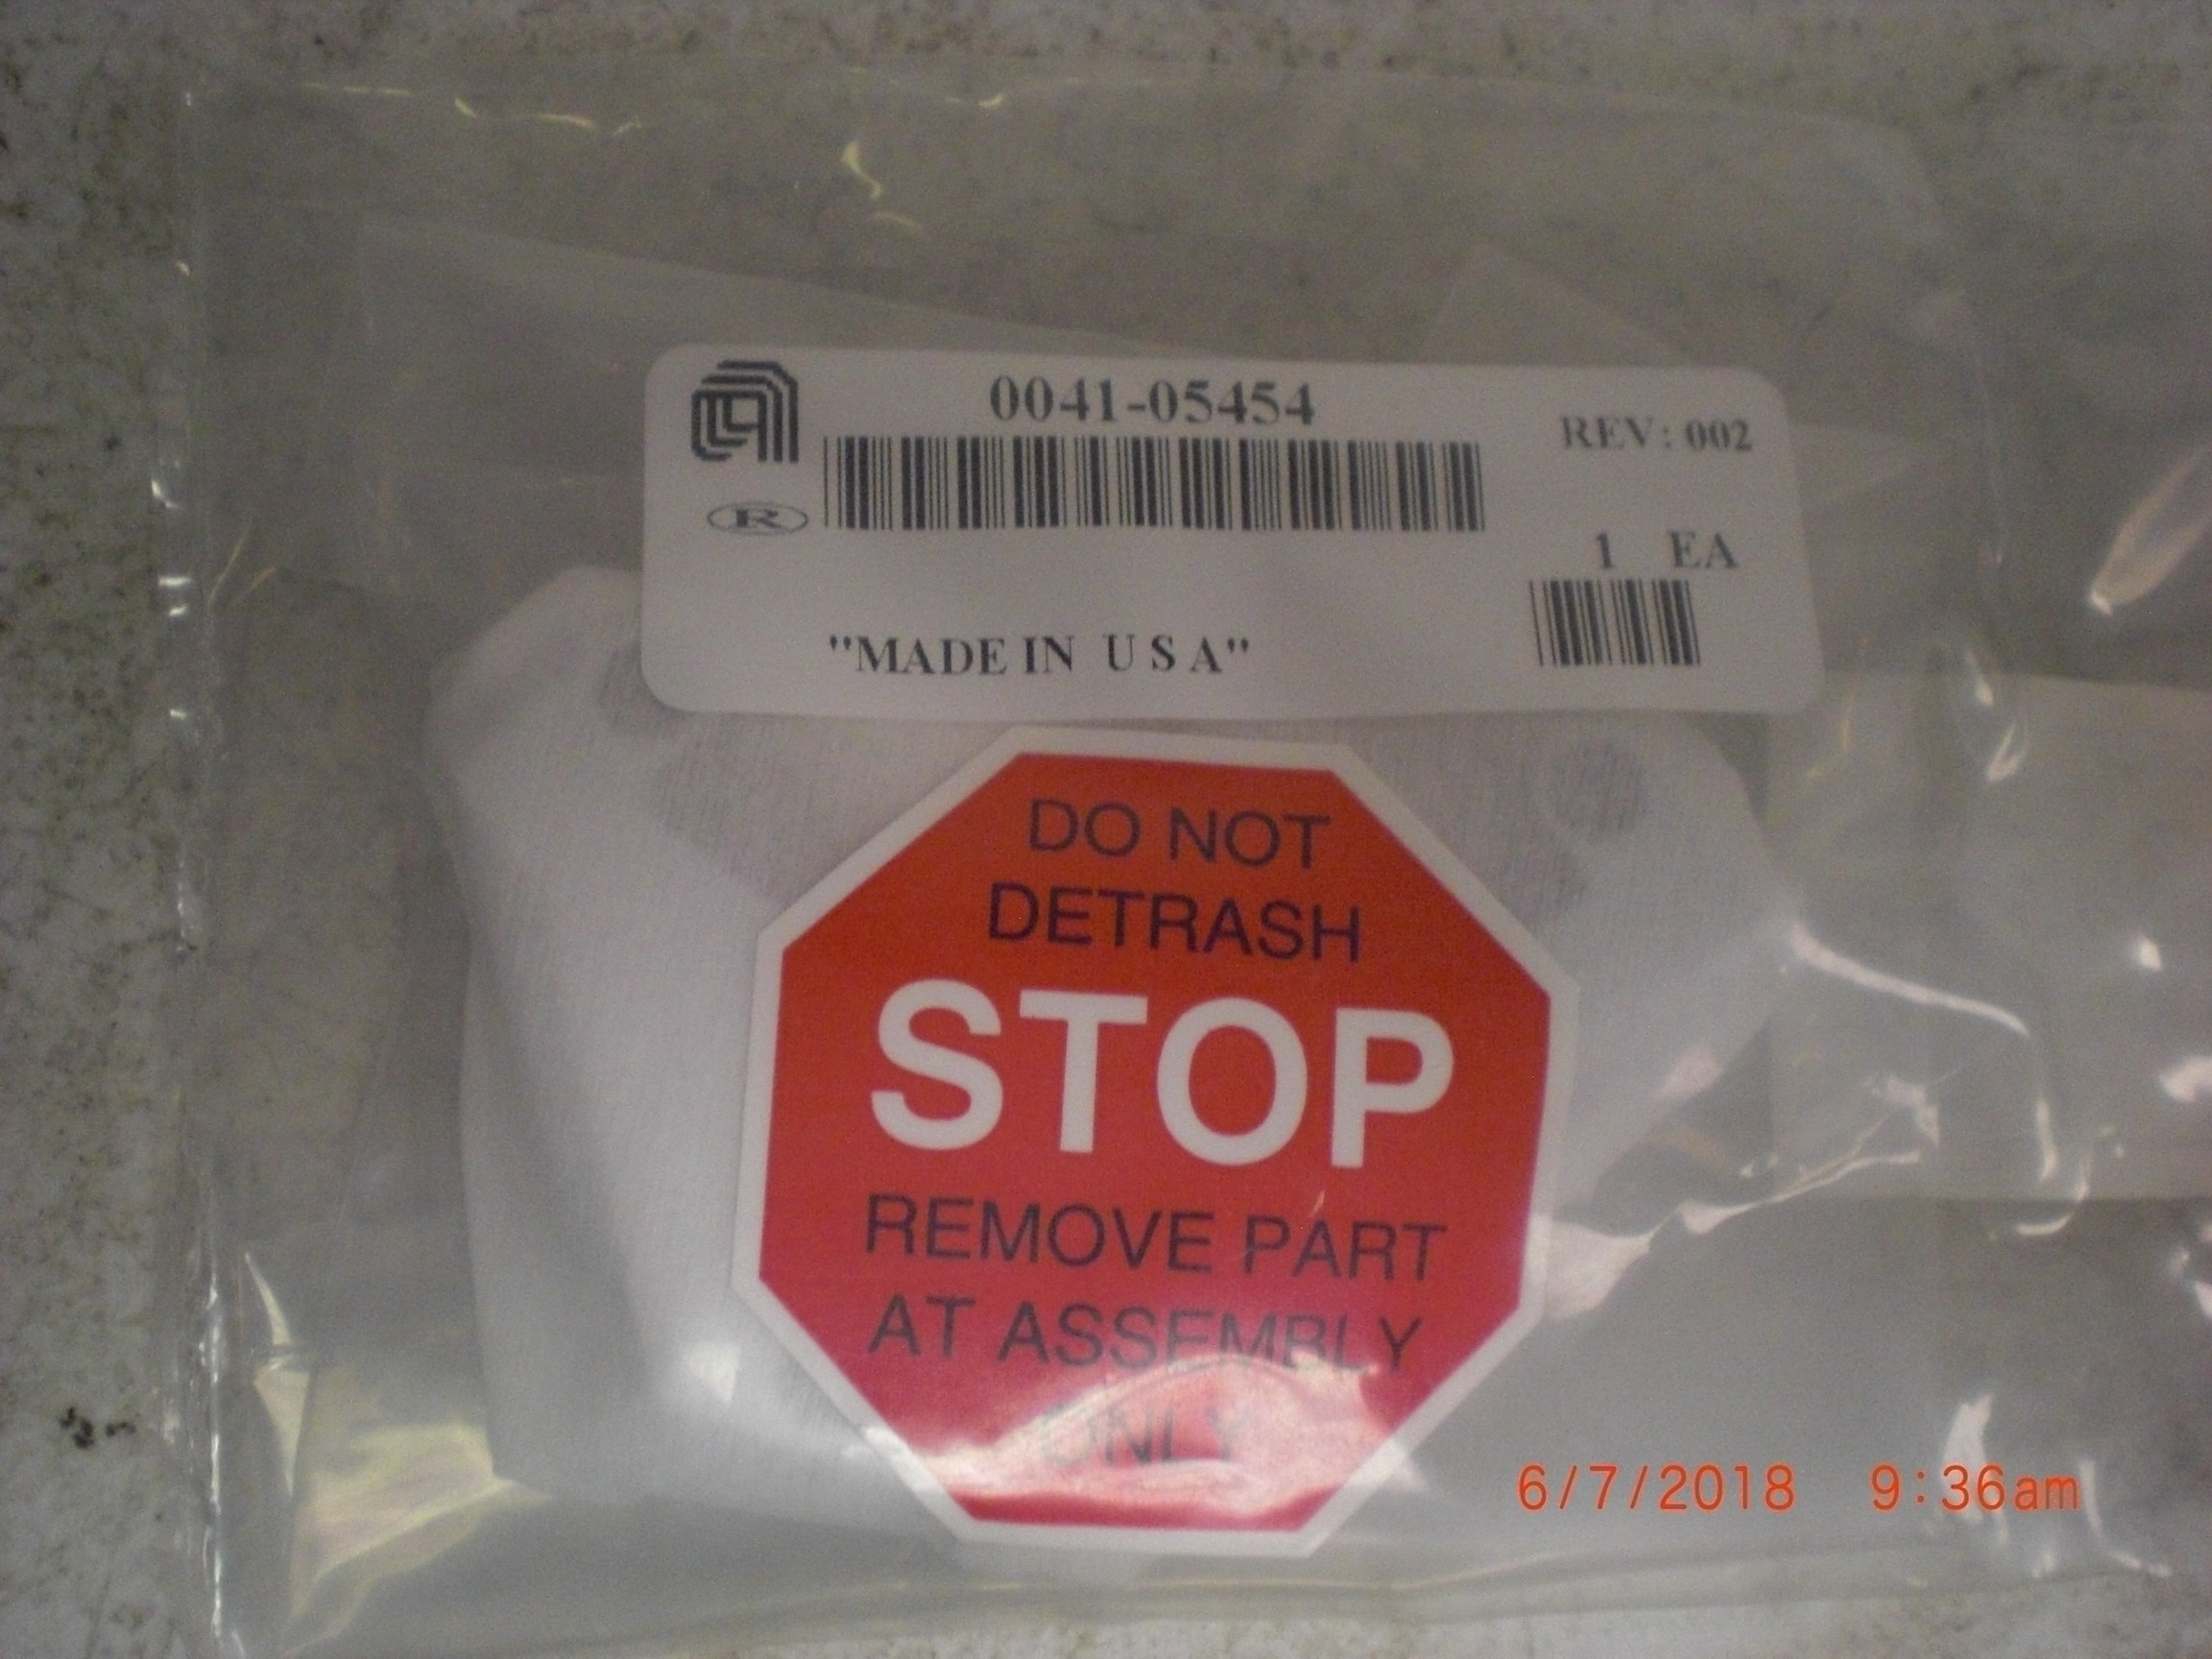 0041-05454
REV: 002
®
1 EA
"MADE IN U S A"
DO NOT
DETRASH
STOP
REMOVE PART
AT ASSEMBLY
ONLY
6/7/2018 9:36am